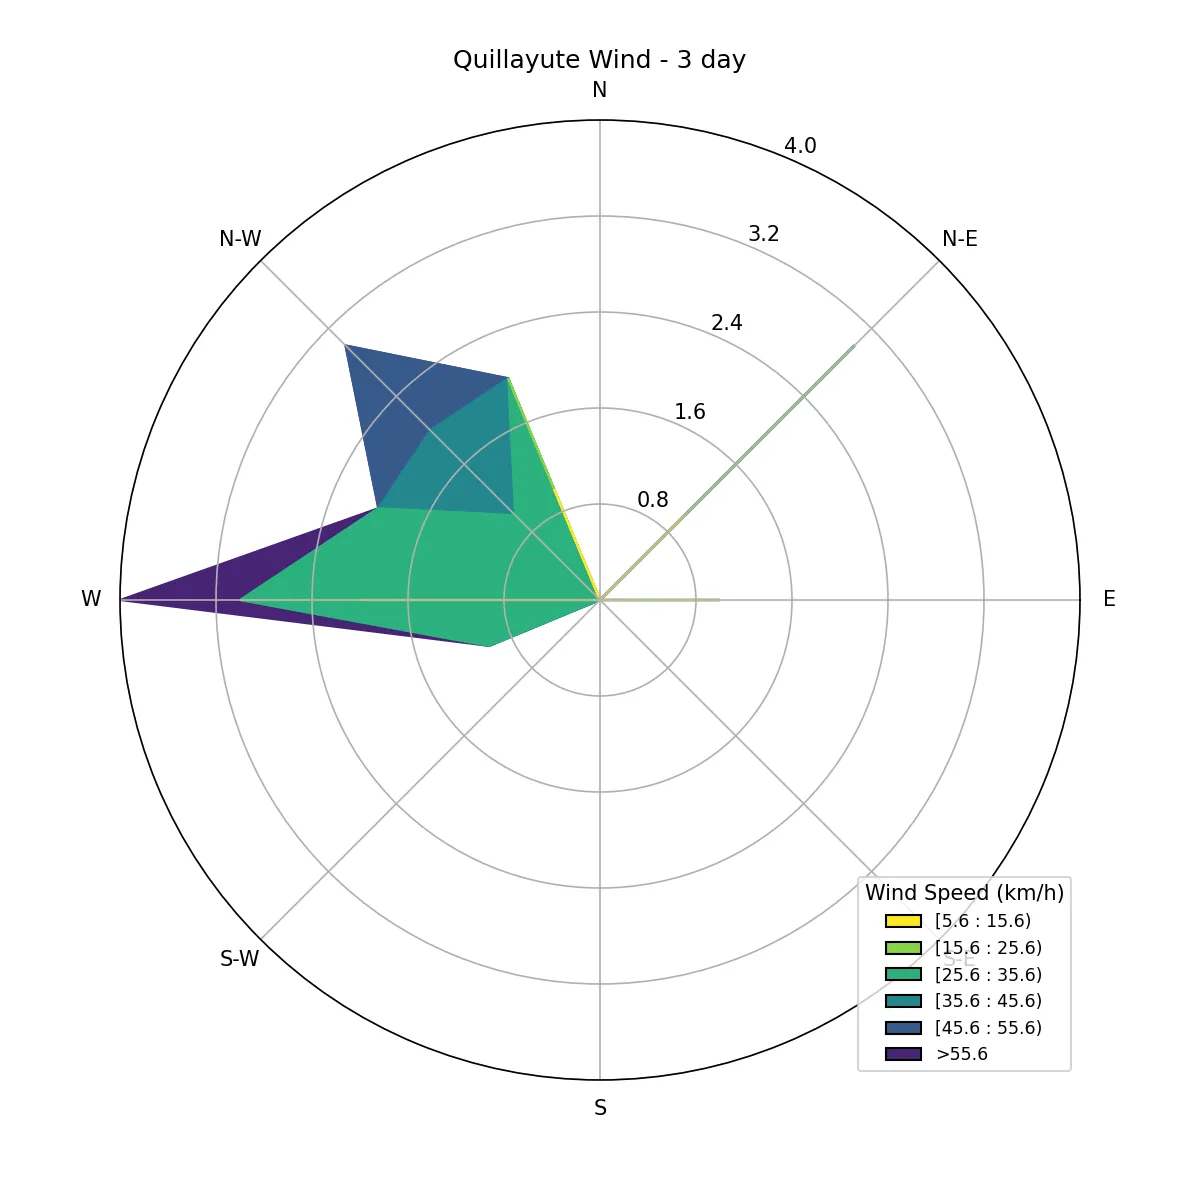 Quillayute Wind - 3 day
N
4.0
N-W
3.2
N-E
2.4
1.6
0.8
W
E
S-W
S-E
S
Wind Speed (km/h)
[5.6 : 15.6)
[15.6 : 25.6)
[25.6 : 35.6)
[35.6 : 45.6)
[45.6 : 55.6)
>55.6